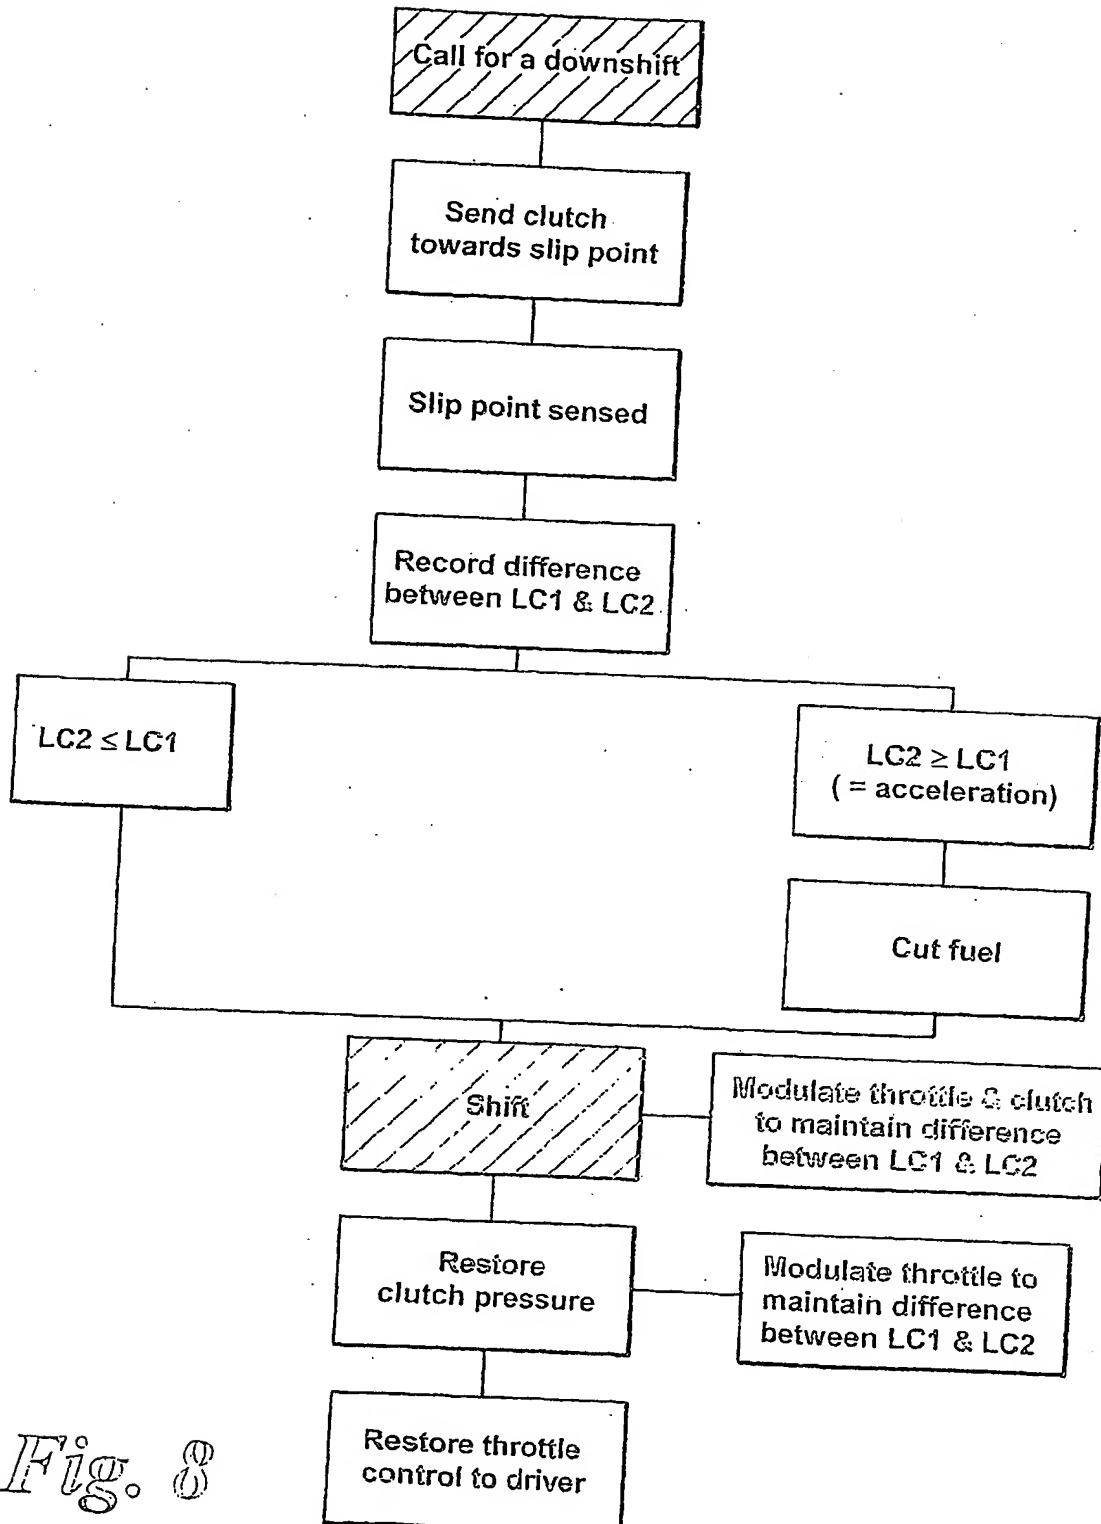 Call for a downshift
Send clutch
towards slip point
Slip point sensed
Record difference
between LC1 & LC2
LC2 ≤ LC1
LC2 ≥ LC1
( = acceleration)
Cut fuel
Shift
Modulate throttle & clutch
to maintain difference
between LC1 & LC2
Restore
clutch pressure
Modulate throttle to
maintain difference
between LC1 & LC2
Restore throttle
control to driver
Fig. 8